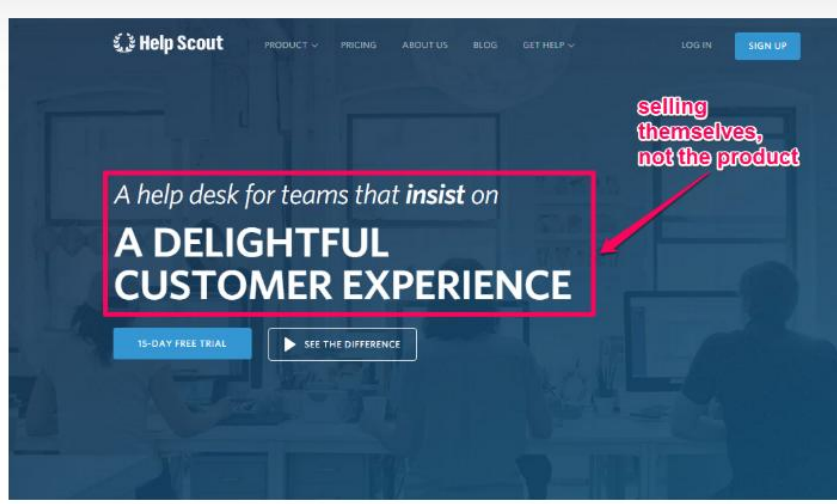 Help Scout PRODUCT PRICING ABOUT US BLOG GET HELP LOG IN SIGN UP
selling
themselves,
not the product
A help desk for teams that insist on
A DELIGHTFUL
CUSTOMER EXPERIENCE
15-DAY FREE TRIAL SEE THE DIFFERENCE